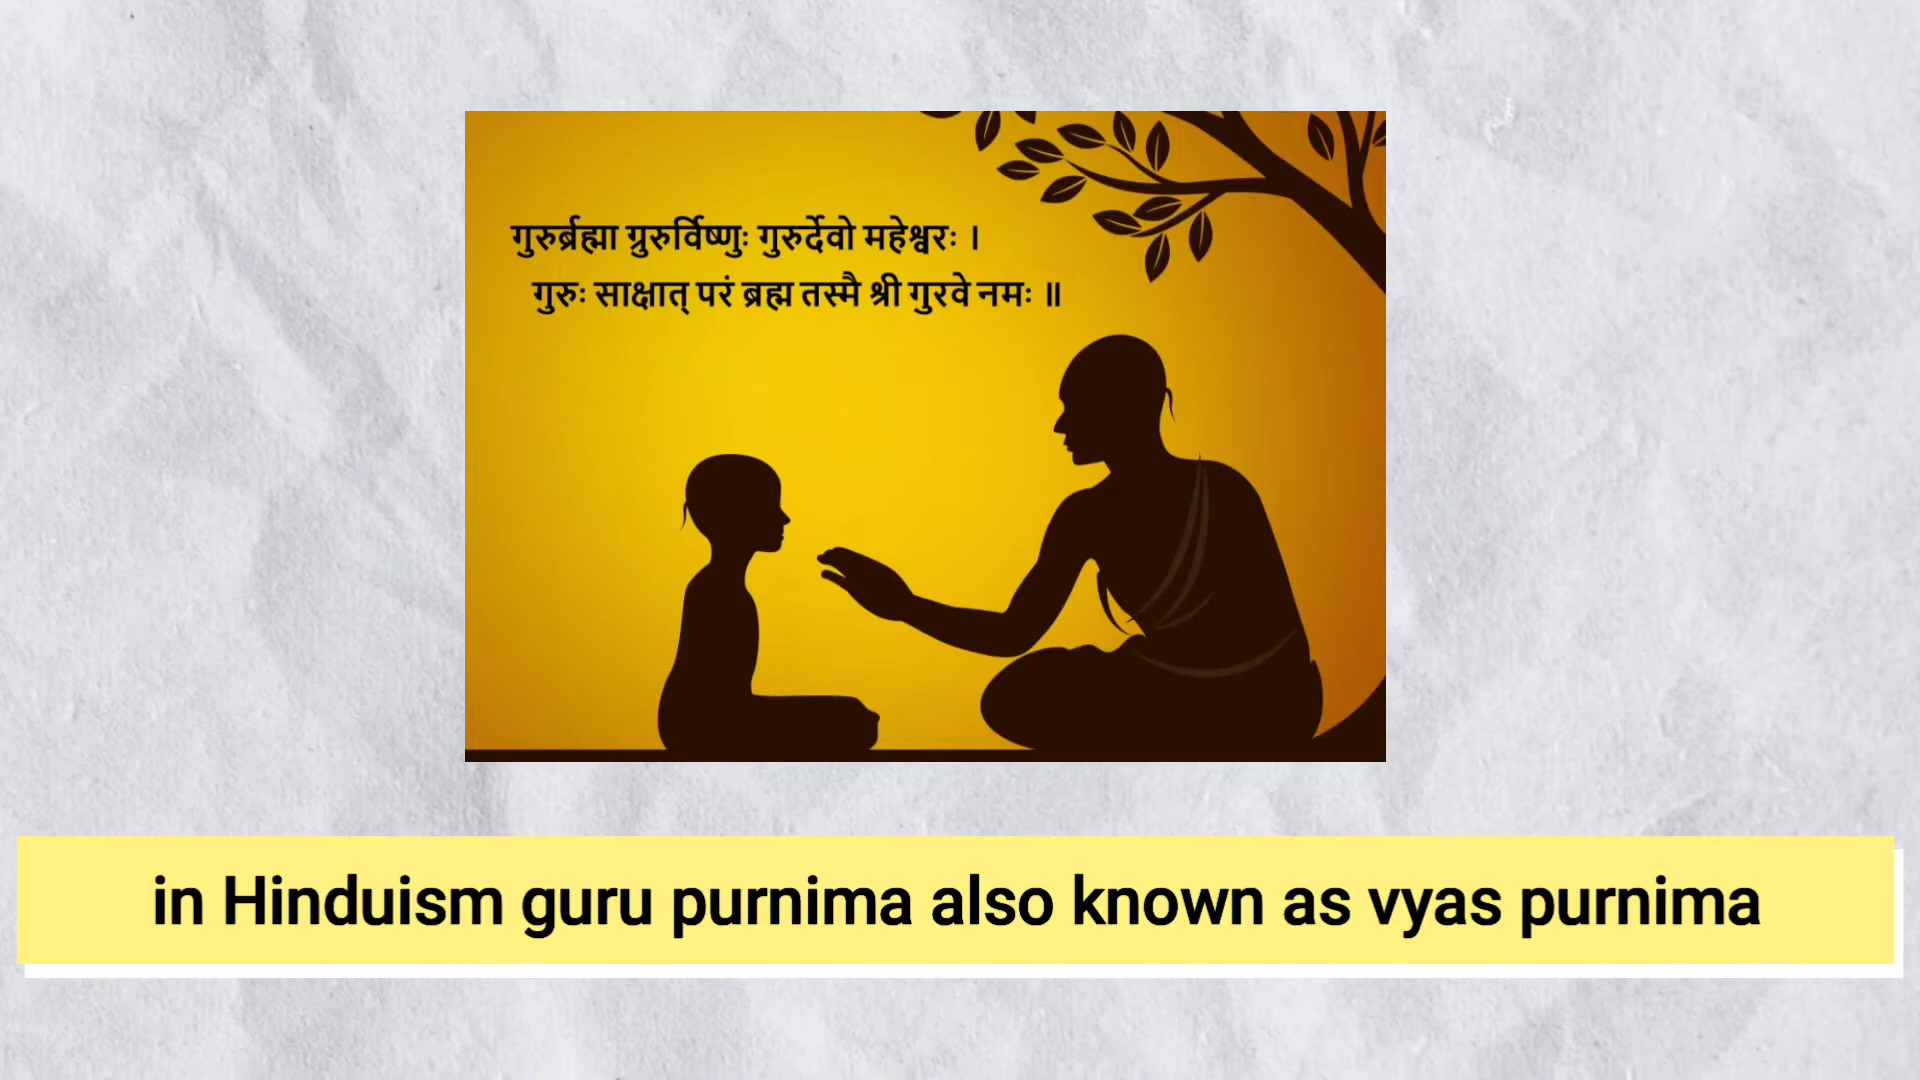 गुरुर्ब्रह्मा ग्रुरुर्विष्णुः गुरुर्देवो महेश्वरः ।
गुरुः साक्षात् परं ब्रह्म तस्मै श्री गुरवे नमः ॥
in Hinduism guru purnima also known as vyas purnima